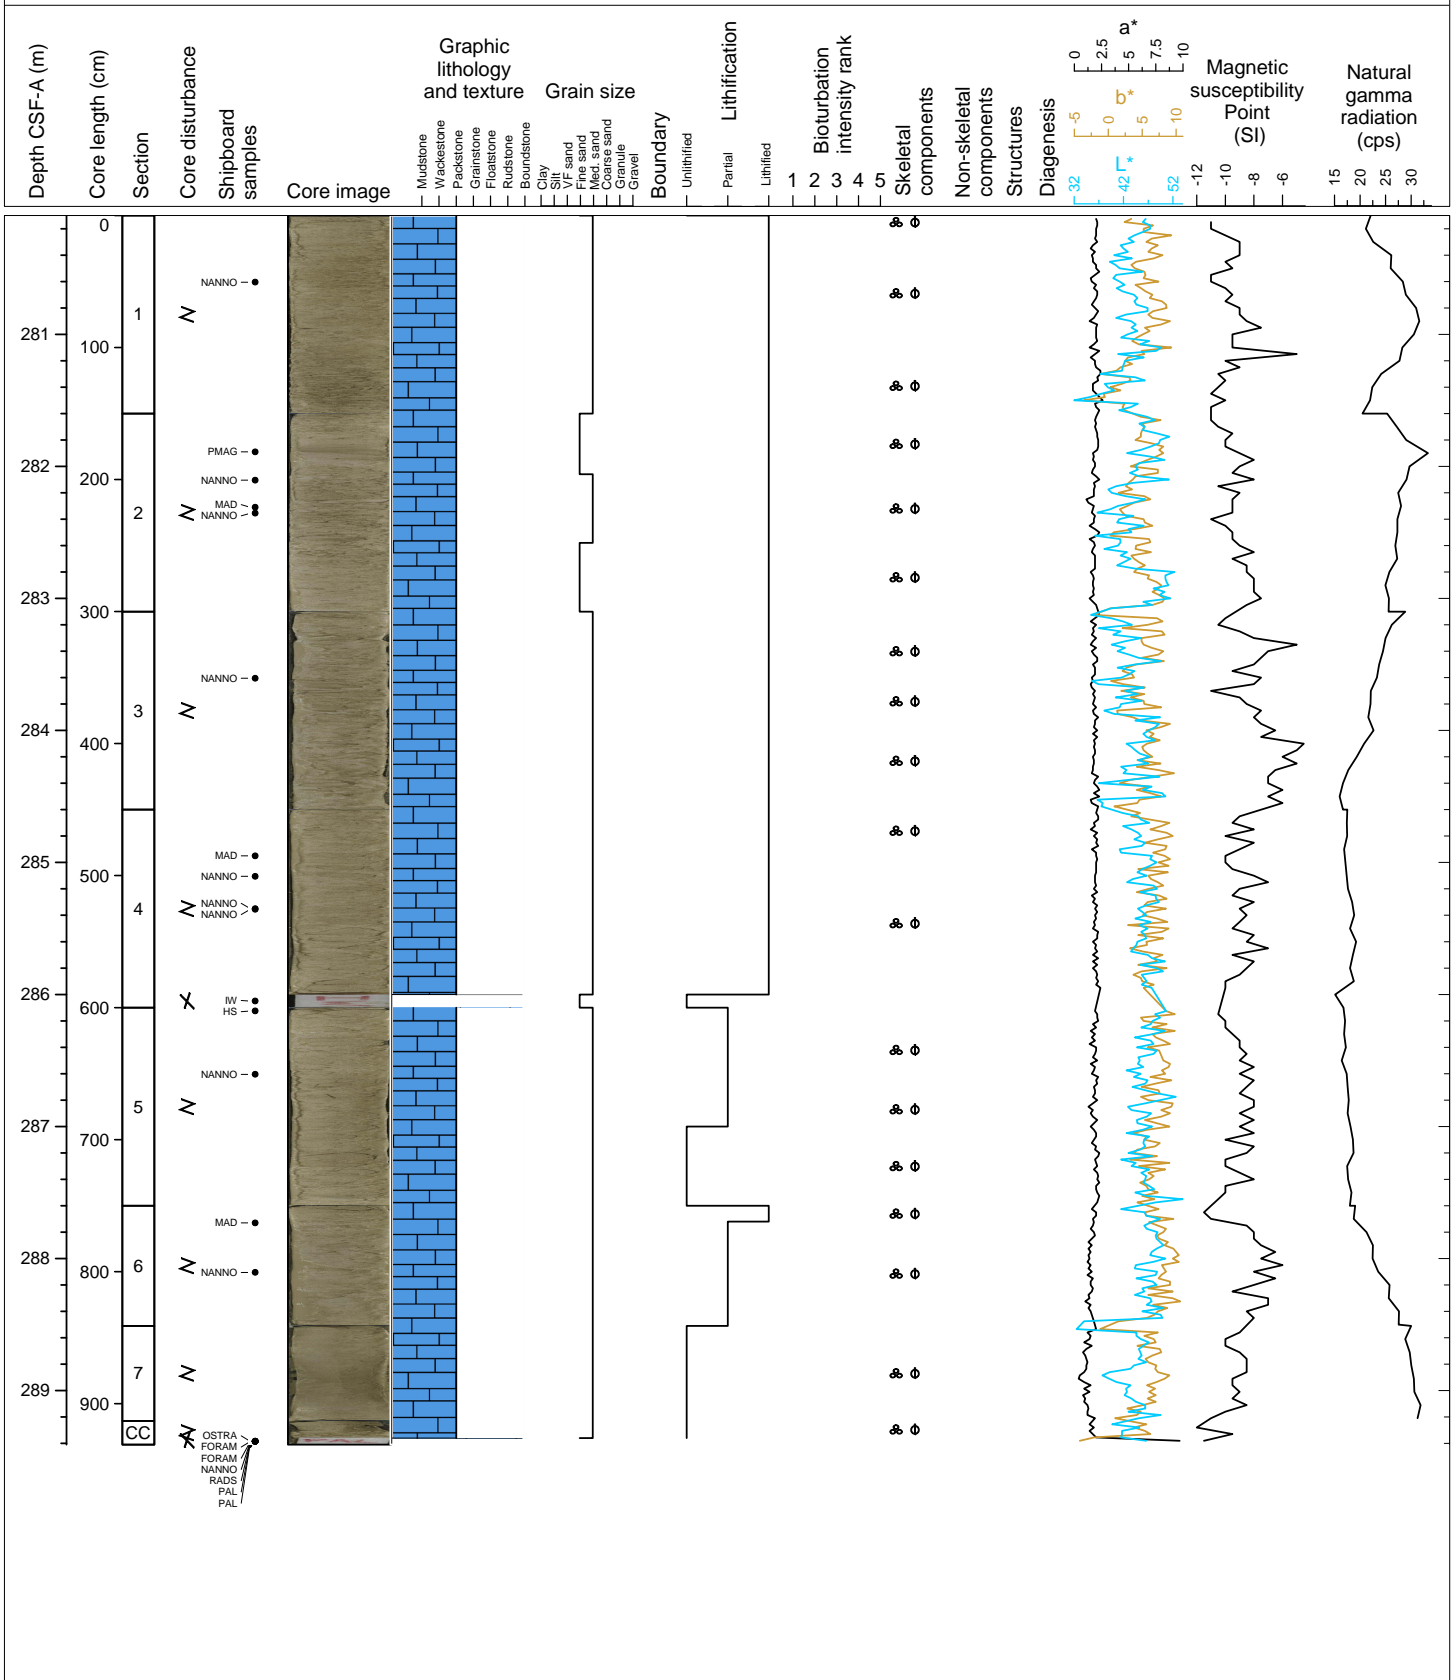 Depth CSF-A (m)
Core length (cm)
Section
Core disturbance
Shipboard
samples
Core image
Graphic
lithology
and texture
Mudstone
Wackestone
Packstone
Grainstone
Floatstone
Rudstone
Boundstone
Grain size
Clay
Silt
VF sand
Fine sand
Med. sand
Coarse sand
Granule
Gravel
Boundary
Lithification
Unlithified
Partial
Lithified
Bioturbation
intensity rank
1 2 3 4 5
Skeletal
components
Non-skeletal
components
Structures
Diagenesis
a*
0 2.5 5 7.5 10
b*
-5 0 5 10
L*
32 42 52
Magnetic
susceptibility
Point
(SI)
-12 -10 -8 -6
Natural
gamma
radiation
(cps)
15 20 25 30
0
NANNO
1
281
100
PMAG
282
200
NANNO
MAD
2
NANNO
283
300
NANNO
3
284
400
MAD
285
500
NANNO
NANNO
4
NANNO
286
IW
600
HS
NANNO
5
287
700
MAD
288
6
800
NANNO
7
289
900
CC
OSTRA
FORAM
FORAM
NANNO
RADS
PAL
PAL